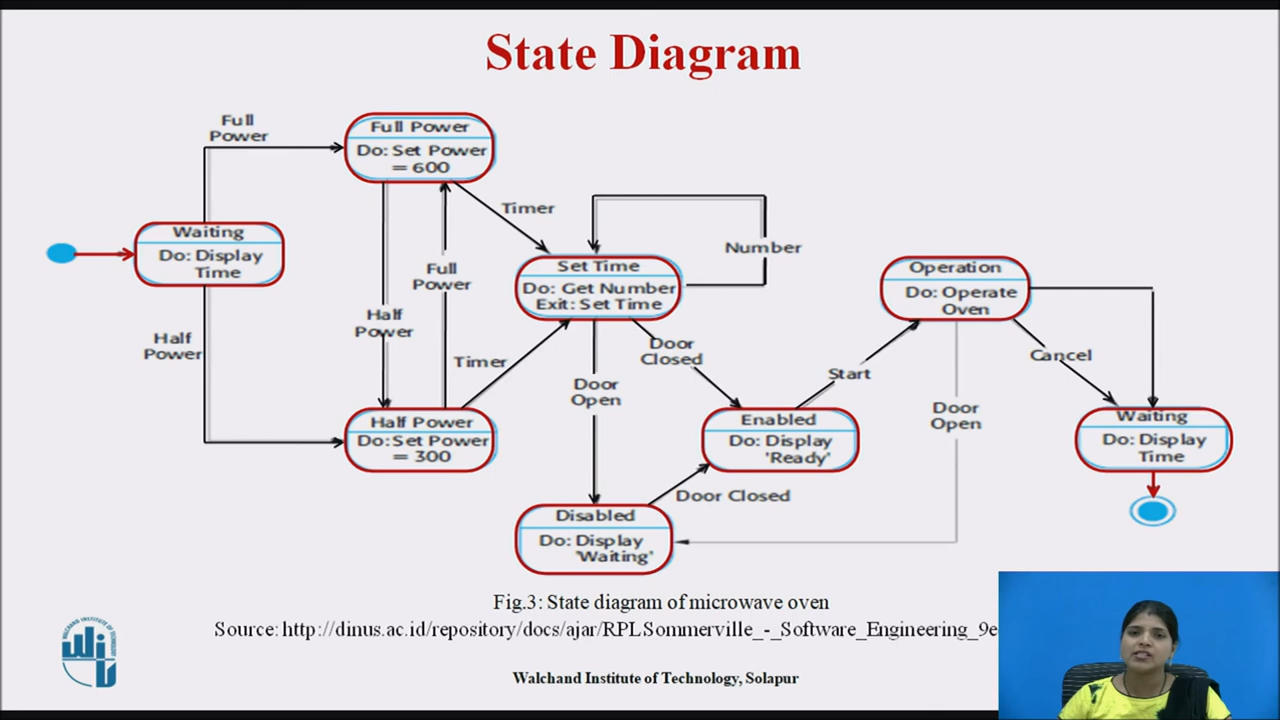 State Diagram
Full
Power
Full Power
Do: Set Power
= 600
Timer
Waiting
Do: Display
Time
Number
Set Time
Do: Get Number
Exit: Set Time
Operation
Do: Operate
Oven
Full
Power
Half
Power
Half
Power
Timer
Door
Closed
Door
Open
Start
Cancel
Door
Open
Half Power
Do:Set Power
= 300
Enabled
Do: Display
'Ready'
Waiting
Do: Display
Time
Door Closed
Disabled
Do: Display
'Waiting'
Fig.3: State diagram of microwave oven
Source: http://dinus.ac.id/repository/docs/ajar/RPLSommerville_-_Software_Engineering_9e
Walchand Institute of Technology, Solapur